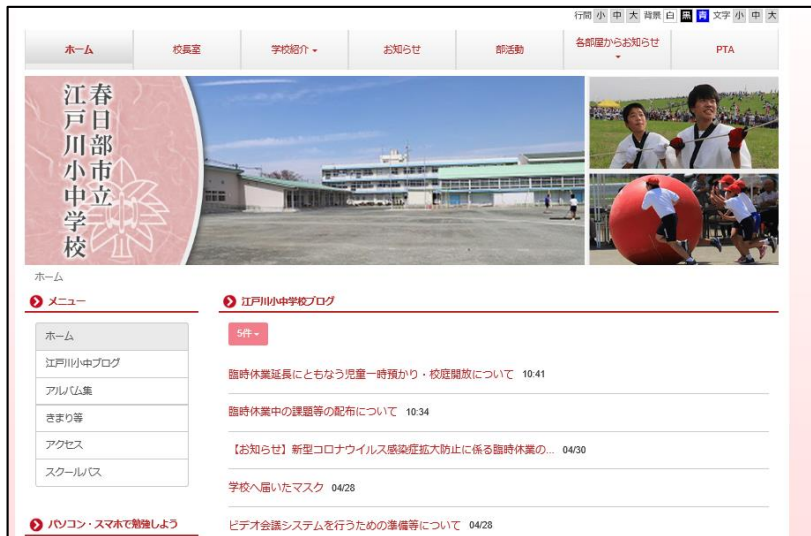 行間 小 中 大 背景 白 黒 青 文字 小 中 大
ホーム 校長室 学校紹介 お知らせ 部活動 各部屋からお知らせ PTA
春日部市立
江戸川小中学校
ホーム
メニュー
ホーム
江戸川小中ブログ
アルバム集
きまり等
アクセス
スクールバス
パソコン・スマホで勉強しよう
江戸川小中学校ブログ
5件
臨時休業延長にともなう児童一時預かり・校庭開放について 10:41
臨時休業中の課題等の配布について 10:34
【お知らせ】新型コロナウイルス感染症拡大防止に係る臨時休業の... 04/30
学校へ届いたマスク 04/28
ビデオ会議システムを行うための準備等について 04/28